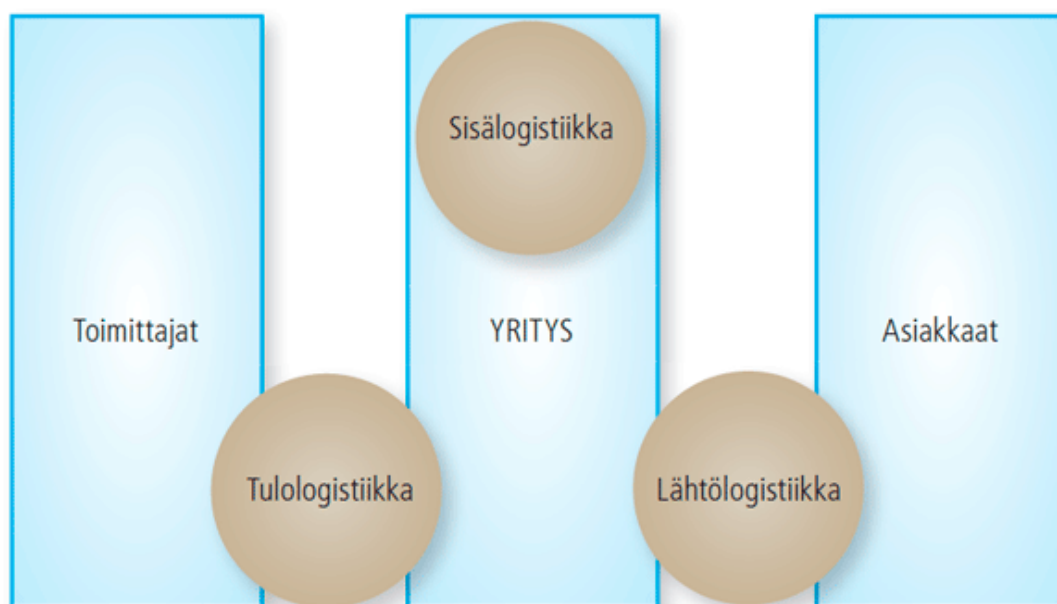 Sisälogistiikka
Toimittajat
YRITYS
Asiakkaat
Tulologistiikka
Lähtölogistiikka